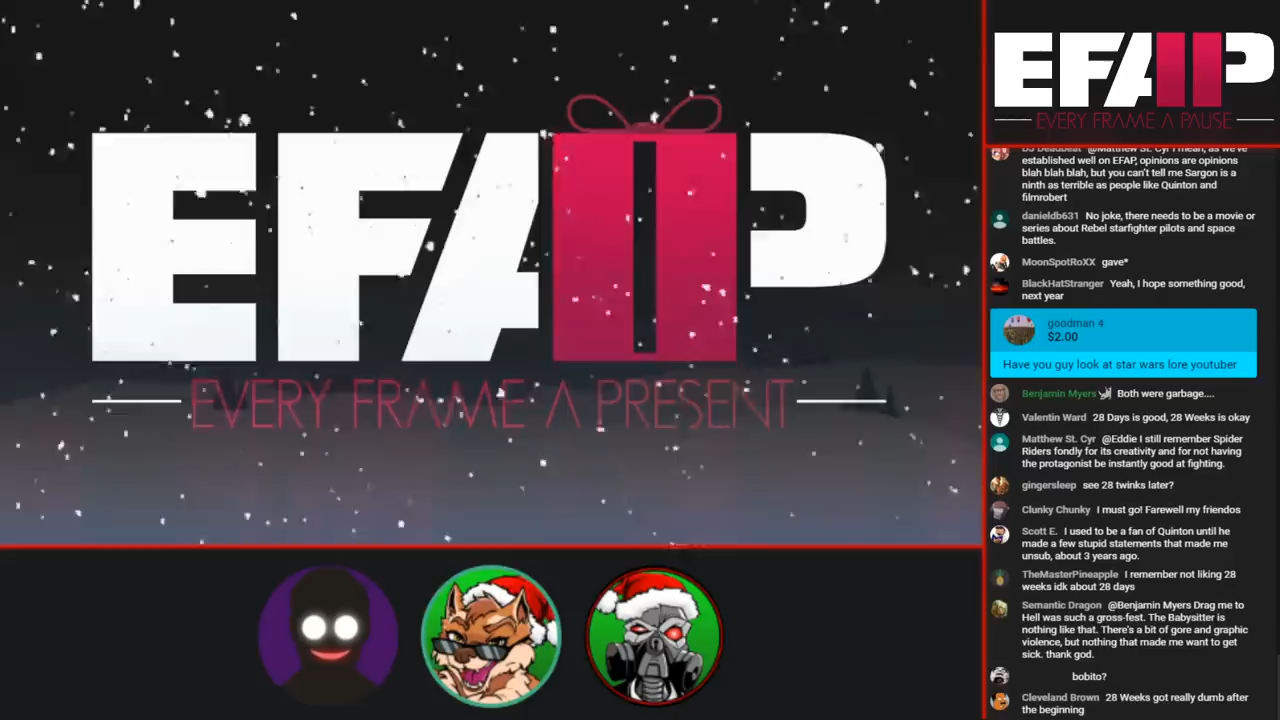 EFAP
EVERY FRAME A PRESENT
EFAP
EVERY FRAME A PAUSE
DJ Deadbeat @Matthew St. Cyr I mean, as we've
established well on EFAP, opinions are opinions
blah blah blah, but you can't tell me Sargon is a
ninth as terrible as people like Quinton and
filmrobert
danieldb631 No joke, there needs to be a movie or
series about Rebel starfighter pilots and space
battles.
MoonSpotRoXX gave*
BlackHatStranger Yeah, I hope something good,
next year
goodman 4
$2.00
Have you guy look at star wars lore youtuber
Benjamin Myers Both were garbage....
Valentin Ward 28 Days is good, 28 Weeks is okay
Matthew St. Cyr @Eddie I still remember Spider
Riders fondly for its creativity and for not having
the protagonist be instantly good at fighting.
gingersleep see 28 twinks later?
Clunky Chunky I must go! Farewell my friendos
Scott E. I used to be a fan of Quinton until he
made a few stupid statements that made me
unsub, about 3 years ago.
TheMasterPineapple I remember not liking 28
weeks idk about 28 days
Semantic Dragon @Benjamin Myers Drag me to
Hell was such a gross-fest. The Babysitter is
nothing like that. There's a bit of gore and graphic
violence, but nothing that made me want to get
sick. thank god.
bobito?
Cleveland Brown 28 Weeks got really dumb after
the beginning